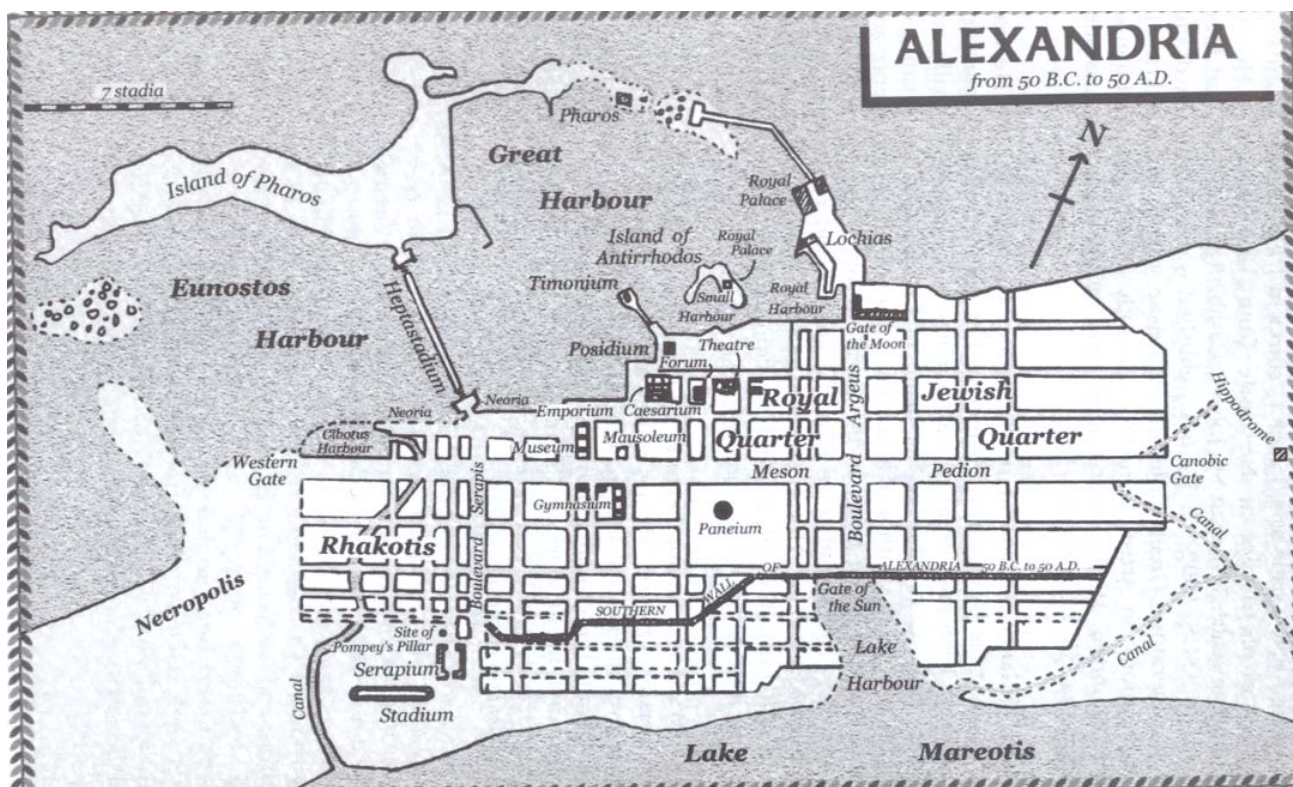 ALEXANDRIA
from 50 B.C. to 50 A.D.
7 stadia
N
Pharos
Great
Harbour
Island of Pharos
Royal
Palace
Lochias
Island of
Antirrhodos
Royal
Palace
Timonium
Small
Harbour
Royal
Harbour
Eunostos
Harbour
Heptastadium
Posidium
Forum
Theatre
Gate of
the Moon
Neoria
Neoria
Emporium
Caesarium
Royal
Quarter
Argeus
Boulevard
Jewish
Quarter
Hippodrome
Cibotus
Harbour
Museum
Mausoleum
Western
Gate
Meson
Pedion
Canobic
Gate
Serapis
Boulevard
Gymnasium
Paneium
Canal
Rhakotis
Necropolis
SOUTHERN
WALL
OF
ALEXANDRIA
50 B.C. to 50 A.D.
Gate of
the Sun
Site of
Pompey's Pillar
Serapium
Stadium
Canal
Lake
Harbour
Canal
Lake
Mareotis